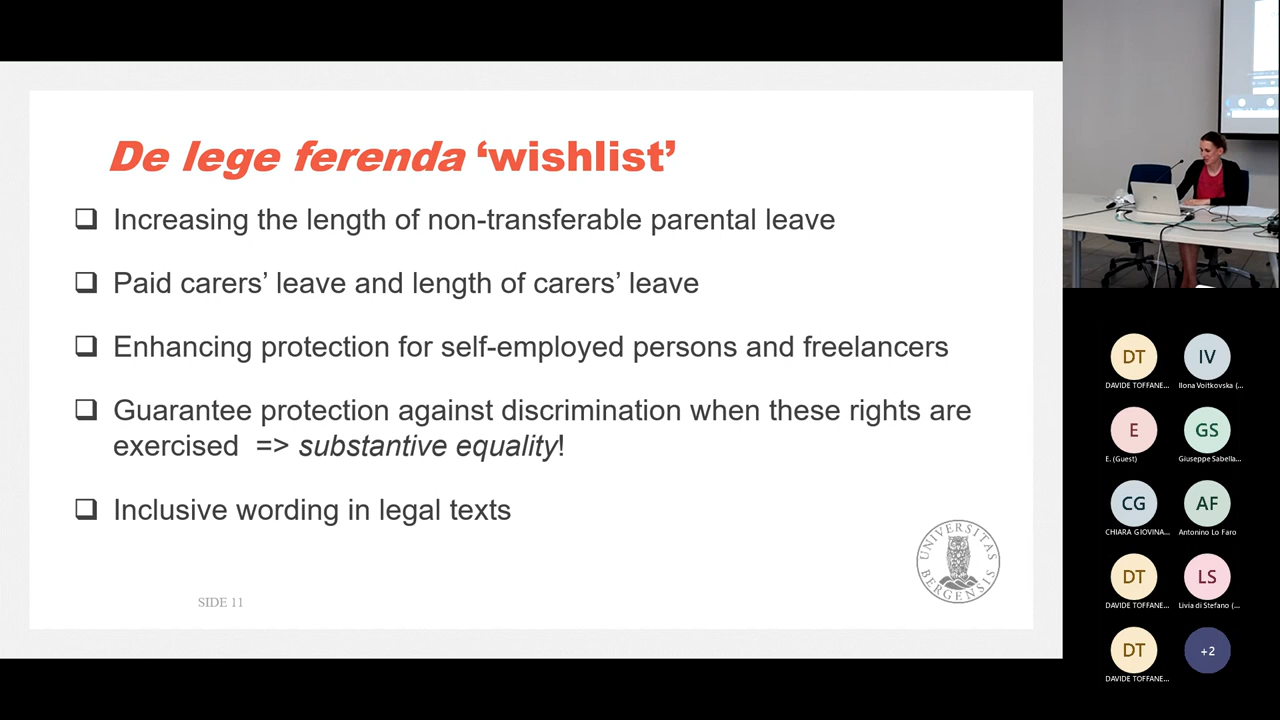 De lege ferenda ‘wishlist’
❑ Increasing the length of non-transferable parental leave
❑ Paid carers’ leave and length of carers’ leave
❑ Enhancing protection for self-employed persons and freelancers
❑ Guarantee protection against discrimination when these rights are
exercised => substantive equality!
❑ Inclusive wording in legal texts
UNIVERSITAS
BERGENSIS
SIDE 11
DT
DAVIDE TOFFANE...
IV
Ilona Voitkovska (...
E
E. (Guest)
GS
Giuseppe Sabella...
CG
CHIARA GIOVINA...
AF
Antonino Lo Faro
DT
DAVIDE TOFFANE...
LS
Livia di Stefano (...
DT
DAVIDE TOFFANE...
+2